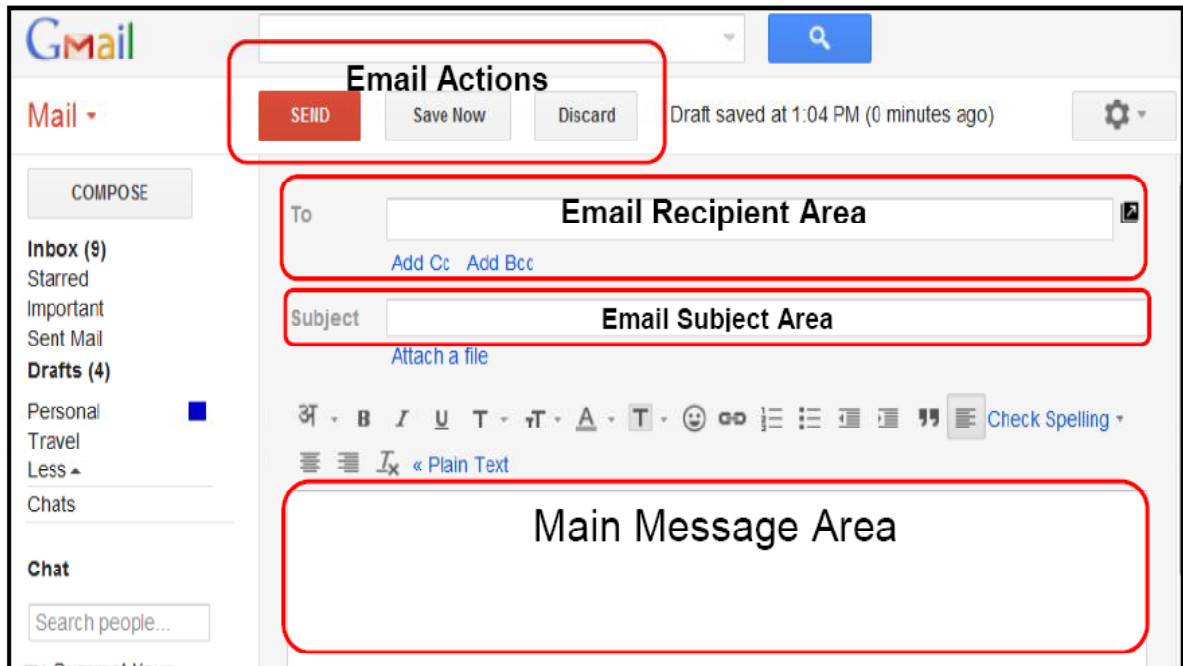 GMail
Email Actions
Mail
SEND Save Now Discard Draft saved at 1:04 PM (0 minutes ago)
COMPOSE
To Email Recipient Area
Add Cc Add Bcc
Inbox (9)
Starred
Important
Sent Mail
Drafts (4)
Personal
Travel
Less
Chats
Chat
Search people...
Subject Email Subject Area
Attach a file
अ B I U T тT A T Check Spelling
Ix « Plain Text
Main Message Area